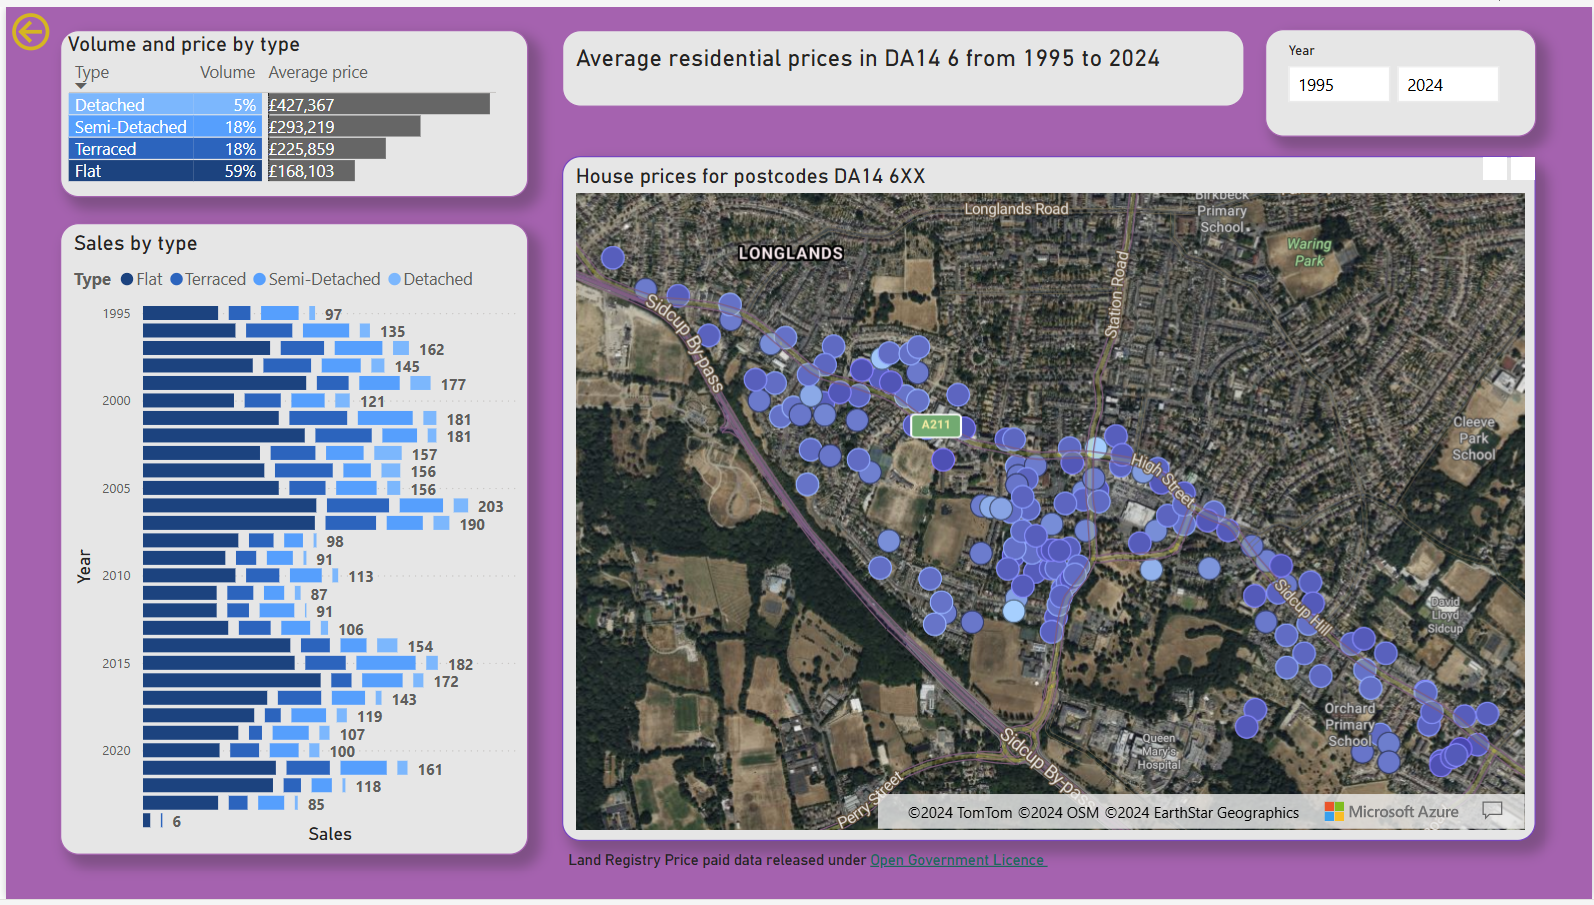 Volume and price by type
Type Volume Average price
Detached 5% £427,367
Semi-Detached 18% £293,219
Terraced 18% £225,859
Flat 59% £168,103
Average residential prices in DA14 6 from 1995 to 2024
Year
1995 2024
Sales by type
Type Flat Terraced Semi-Detached Detached
1995 97
135
162
145
177
2000 121
181
181
157
156
2005 156
203
190
98
91
2010 113
87
91
106
154
2015 182
172
143
119
107
2020 100
161
118
85
6
Year
Sales
House prices for postcodes DA14 6XX
Longlands Road
Birkbeck
Primary
School
LONGLANDS
Waring
Park
Station Road
Sidcup By-pass
A211
Cleeve
Park
School
High Street
Sidcup Hill
David
Lloyd
Sidcup
Orchard
Primary
School
Queen
Mary's
Hospital
Sidcup By-pass
Perry Street
©2024 TomTom ©2024 OSM ©2024 EarthStar Geographics
Microsoft Azure
Land Registry Price paid data released under Open Government Licence